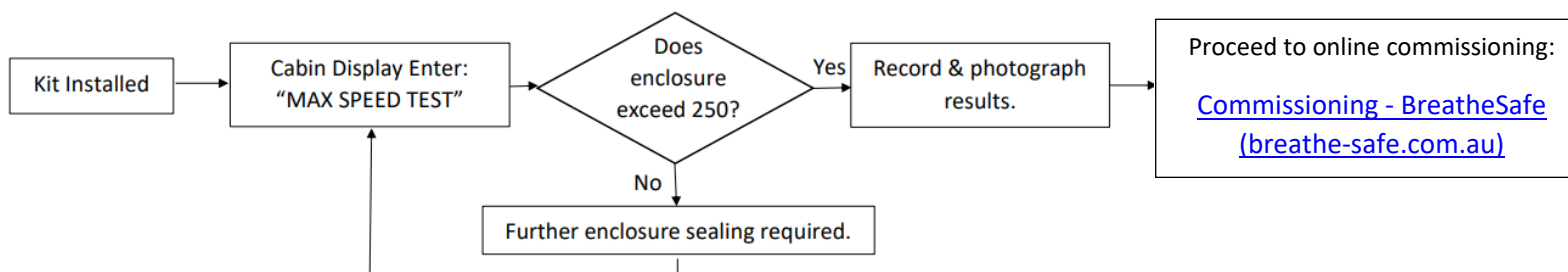 Kit Installed
Cabin Display Enter:
“MAX SPEED TEST”
Does
enclosure
exceed 250?
Yes
Record & photograph
results.
Proceed to online commissioning:
Commissioning - BreatheSafe
(breathe-safe.com.au)
No
Further enclosure sealing required.